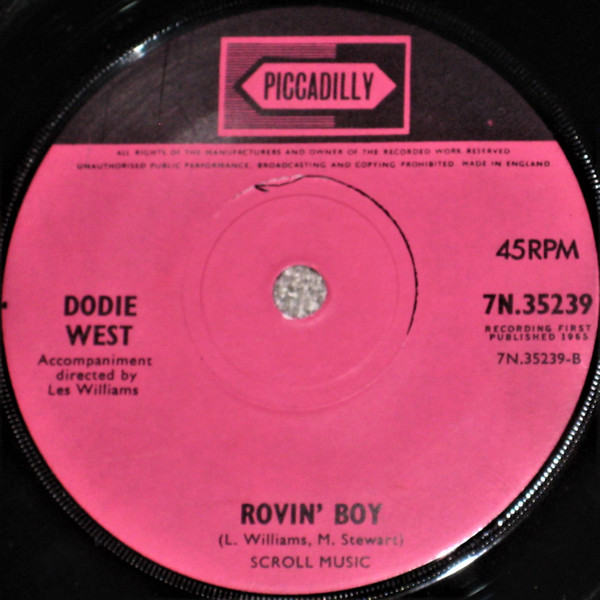 PICCADILLY
ALL RIGHTS OF THE MANUFACTURERS AND OWNER OF THE RECORDED WORK RESERVED
UNAUTHORISED PUBLIC PERFORMANCE, BROADCASTING AND COPYING PROHIBITED. MADE IN ENGLAND
45RPM
DODIE
WEST
Accompaniment
directed by
Les Williams
7N.35239
RECORDING FIRST
PUBLISHED 1965
7N.35239-B
ROVIN' BOY
(L. Williams, M. Stewart)
SCROLL MUSIC